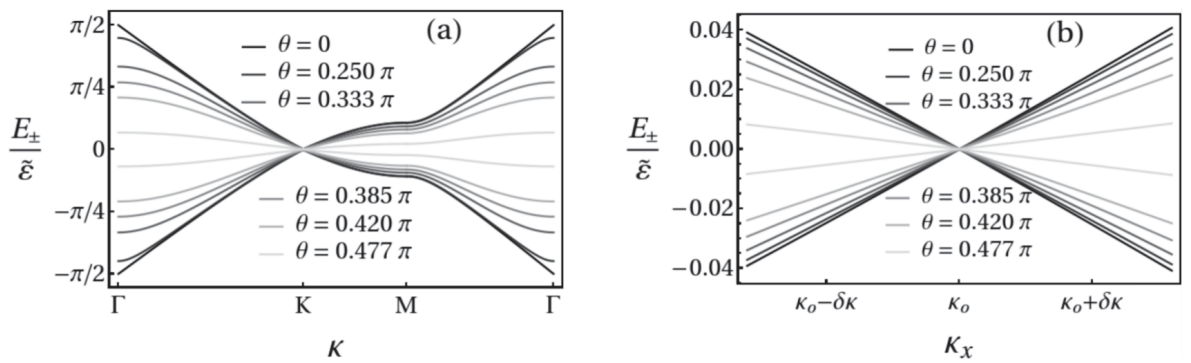 (a)
π/2
π/4
0
−π/4
−π/2
E±
ε̃
θ = 0
θ = 0.250 π
θ = 0.333 π
θ = 0.385 π
θ = 0.420 π
θ = 0.477 π
Γ K M Γ
κ
(b)
0.04
0.02
0.00
−0.02
−0.04
E±
ε̃
θ = 0
θ = 0.250 π
θ = 0.333 π
θ = 0.385 π
θ = 0.420 π
θ = 0.477 π
κo−δκ κo κo+δκ
κx